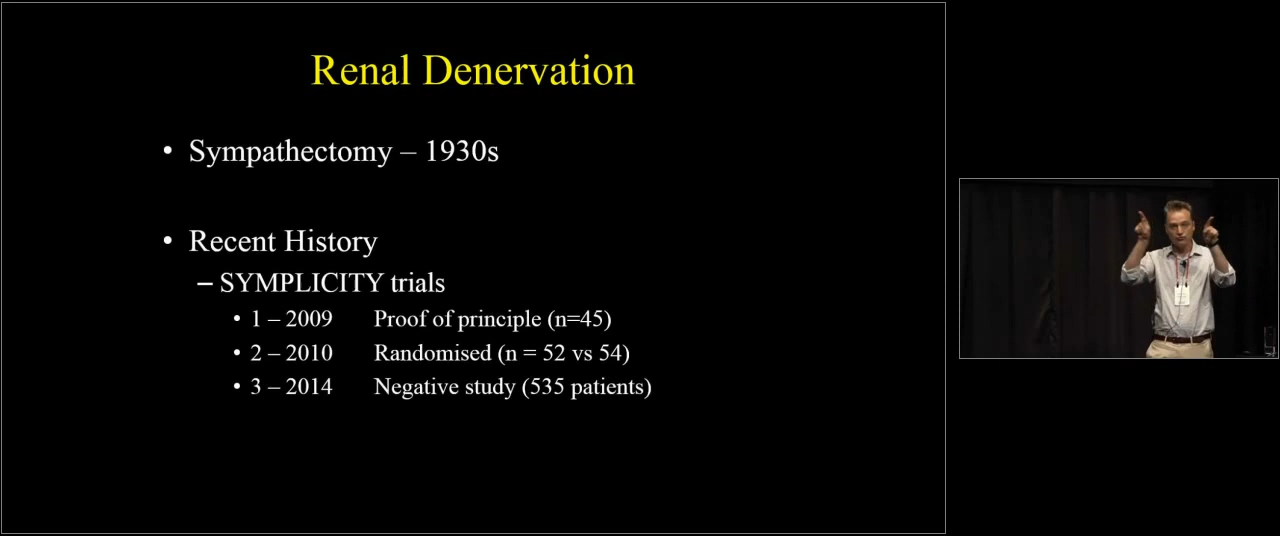 Renal Denervation
• Sympathectomy – 1930s
• Recent History
– SYMPLICITY trials
• 1 – 2009 Proof of principle (n=45)
• 2 – 2010 Randomised (n = 52 vs 54)
• 3 – 2014 Negative study (535 patients)